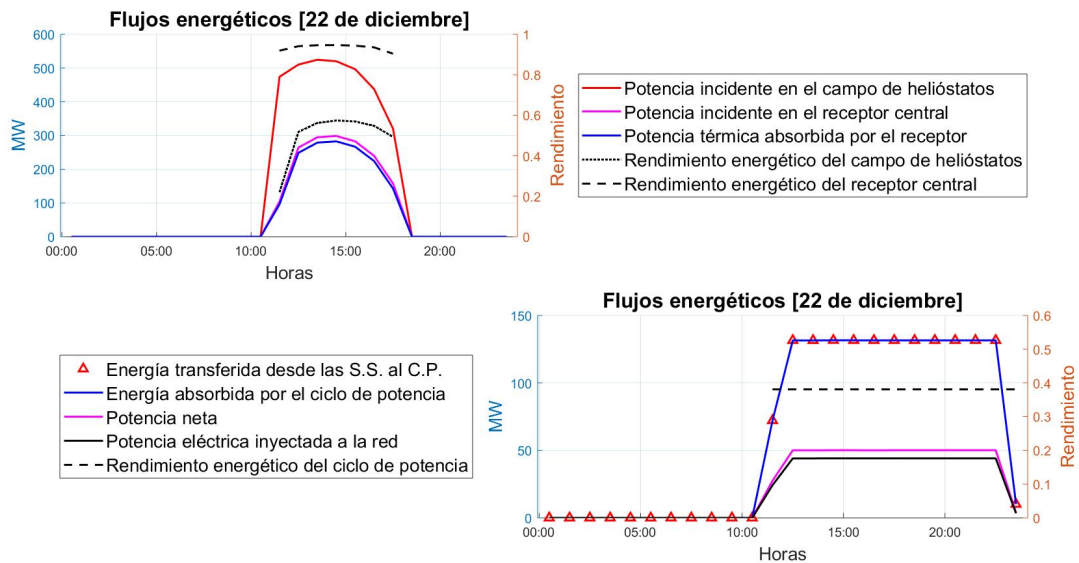 Flujos energéticos [22 de diciembre]
600
500
400
300
200
100
0
MW
1
0.8
0.6
0.4
0.2
0
Rendimiento
00:00 05:00 10:00 15:00 20:00
Horas
Potencia incidente en el campo de helióstatos
Potencia incidente en el receptor central
Potencia térmica absorbida por el receptor
Rendimiento energético del campo de helióstatos
Rendimiento energético del receptor central
Energía transferida desde las S.S. al C.P.
Energía absorbida por el ciclo de potencia
Potencia neta
Potencia eléctrica inyectada a la red
Rendimiento energético del ciclo de potencia
Flujos energéticos [22 de diciembre]
150
100
50
0
MW
0.6
0.5
0.4
0.3
0.2
0.1
0
Rendimiento
00:00 05:00 10:00 15:00 20:00
Horas